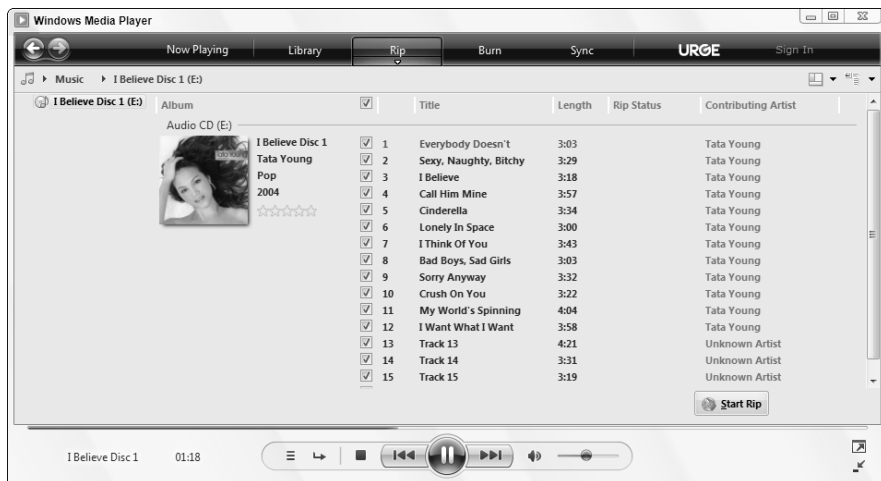 Windows Media Player
Now Playing Library Rip Burn Sync URGE Sign In
Music I Believe Disc 1 (E:)
I Believe Disc 1 (E:) Album Title Length Rip Status Contributing Artist
Audio CD (E:)
I Believe Disc 1
Tata Young
Pop
2004
1 Everybody Doesn't 3:03 Tata Young
2 Sexy, Naughty, Bitchy 3:29 Tata Young
3 I Believe 3:18 Tata Young
4 Call Him Mine 3:57 Tata Young
5 Cinderella 3:34 Tata Young
6 Lonely In Space 3:00 Tata Young
7 I Think Of You 3:43 Tata Young
8 Bad Boys, Sad Girls 3:03 Tata Young
9 Sorry Anyway 3:32 Tata Young
10 Crush On You 3:22 Tata Young
11 My World's Spinning 4:04 Tata Young
12 I Want What I Want 3:58 Tata Young
13 Track 13 4:21 Unknown Artist
14 Track 14 3:31 Unknown Artist
15 Track 15 3:19 Unknown Artist
Start Rip
I Believe Disc 1 01:18